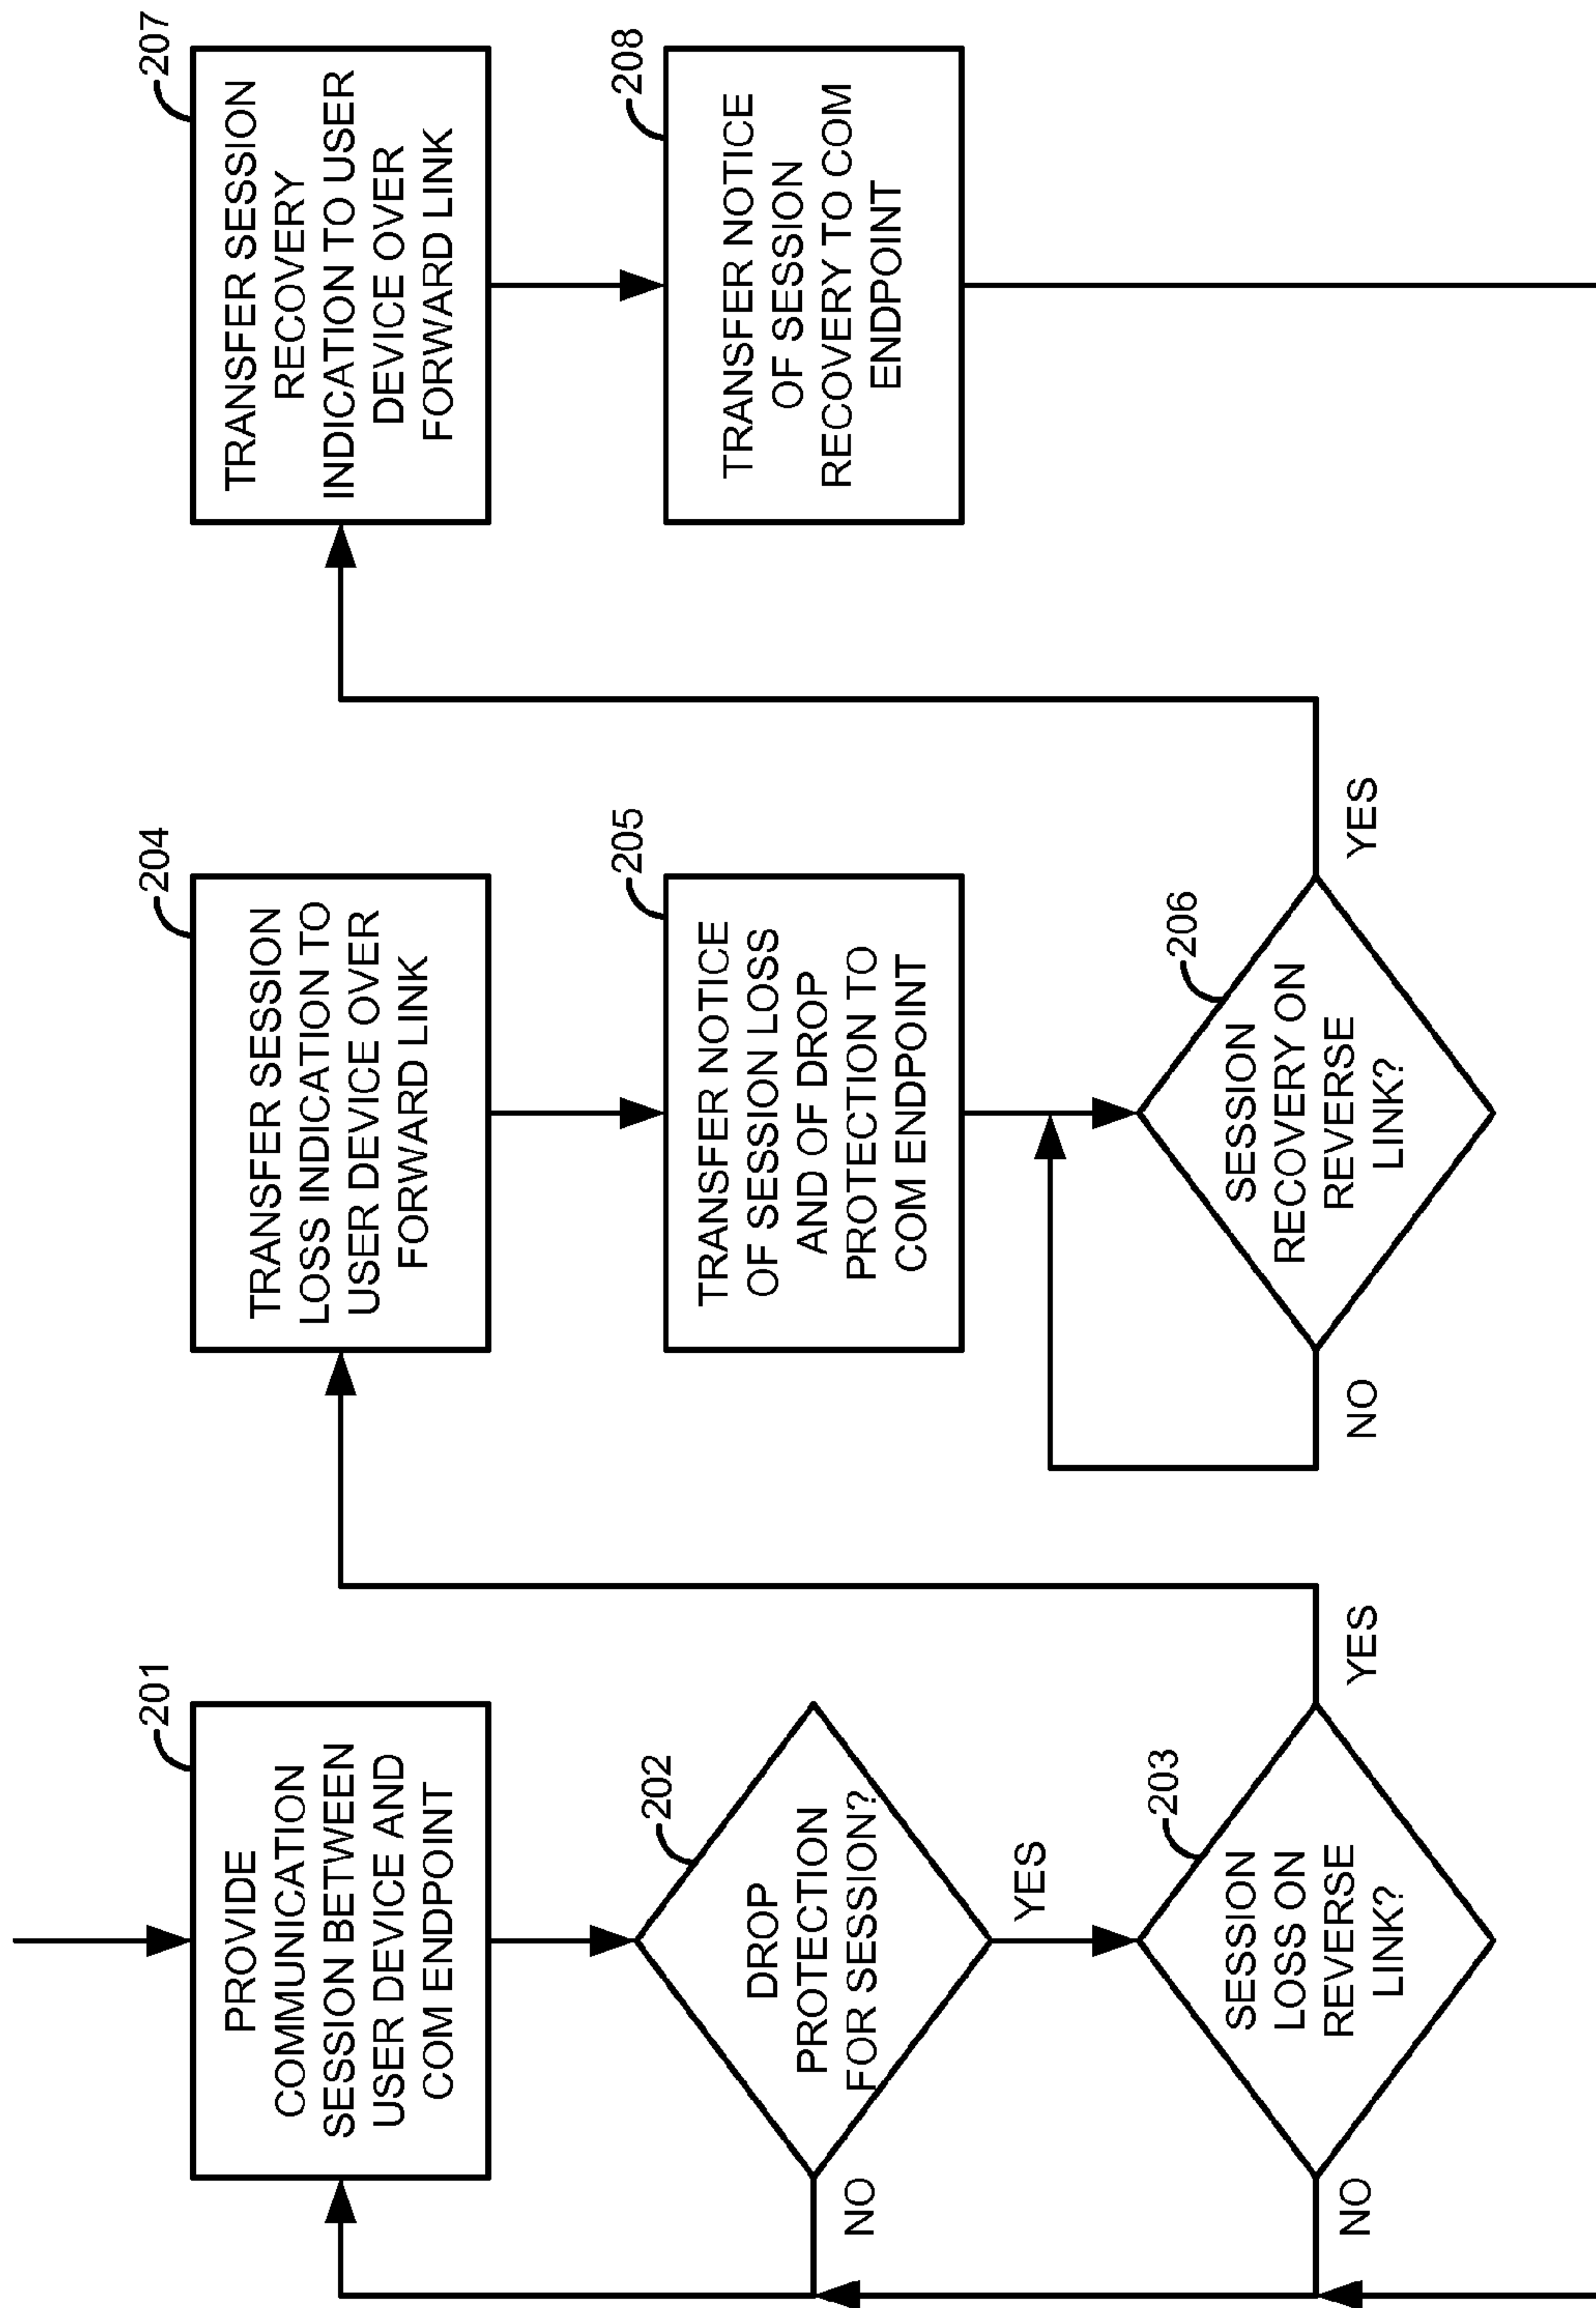 201
PROVIDE
COMMUNICATION
SESSION BETWEEN
USER DEVICE AND
COM ENDPOINT
202
DROP
PROTECTION
FOR SESSION?
NO
YES
203
SESSION
LOSS ON
REVERSE
LINK?
NO
YES
204
TRANSFER SESSION
LOSS INDICATION TO
USER DEVICE OVER
FORWARD LINK
205
TRANSFER NOTICE
OF SESSION LOSS
AND OF DROP
PROTECTION TO
COM ENDPOINT
206
SESSION
RECOVERY ON
REVERSE
LINK?
NO
YES
207
TRANSFER SESSION
RECOVERY
INDICATION TO USER
DEVICE OVER
FORWARD LINK
208
TRANSFER NOTICE
OF SESSION
RECOVERY TO COM
ENDPOINT